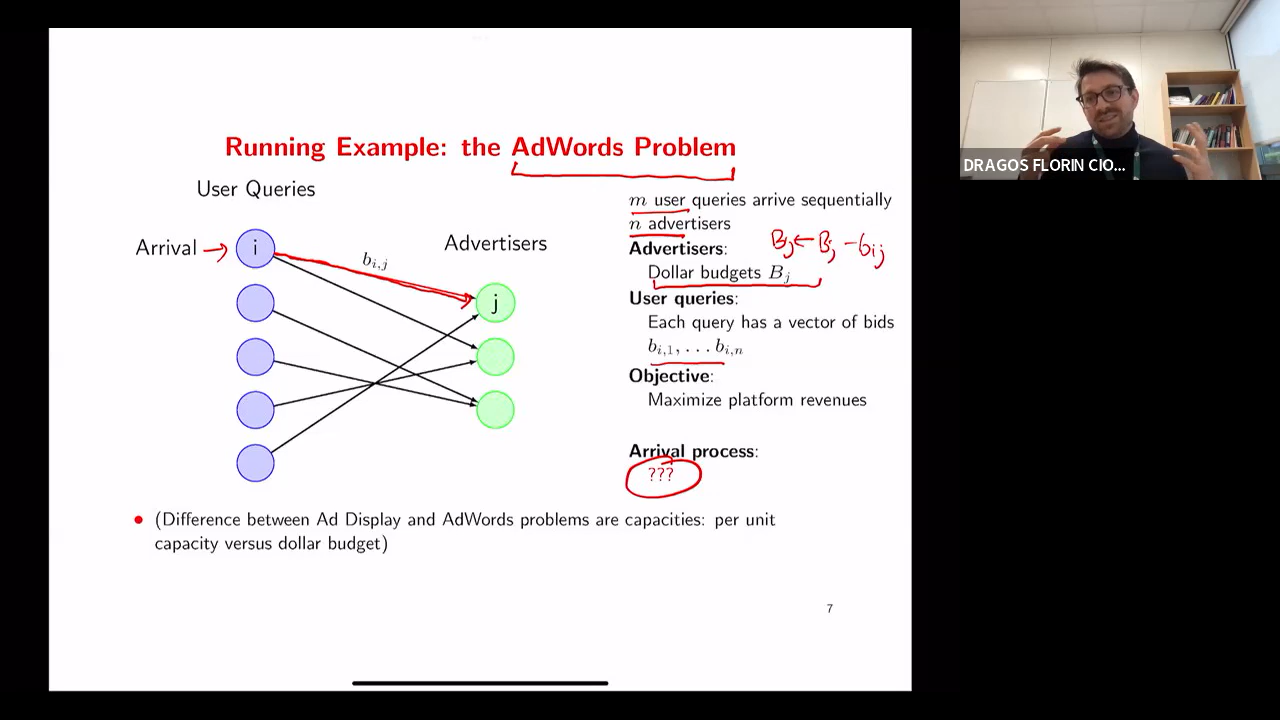 Running Example: the AdWords Problem
User Queries
Arrival
i
b_{i,j}
Advertisers
j
m user queries arrive sequentially
n advertisers
Advertisers:
B_j ← B_j - b_{ij}
Dollar budgets B_j
User queries:
Each query has a vector of bids
b_{i,1}, . . . b_{i,n}
Objective:
Maximize platform revenues
Arrival process:
???
• (Difference between Ad Display and AdWords problems are capacities: per unit
capacity versus dollar budget)
7
DRAGOS FLORIN CIO...